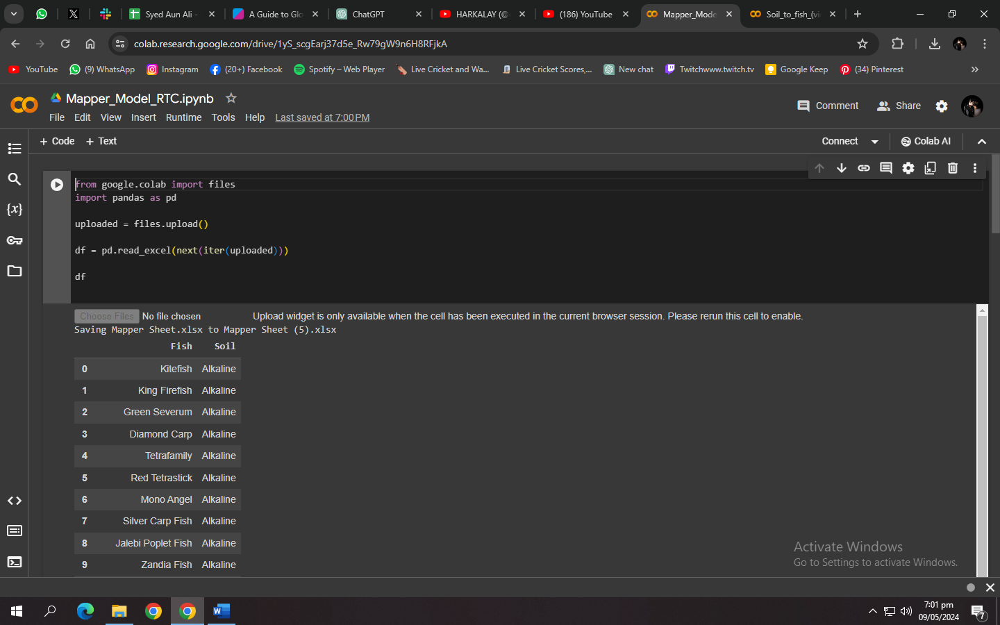 Syed Aun Ali -
A Guide to Glo
ChatGPT
HARKALAY (@
(186) YouTube
Mapper_Mode
Soil_to_fish_(vi
colab.research.google.com/drive/1yS_scgEarj37d5e_Rw79gW9n6H8RFjkA
YouTube
(9) WhatsApp
Instagram
(20+) Facebook
Spotify – Web Player
Live Cricket and Wa...
Live Cricket Scores,...
New chat
Twitchwww.twitch.tv
Google Keep
(34) Pinterest
Mapper_Model_RTC.ipynb
Comment
Share
File Edit View Insert Runtime Tools Help Last saved at 7:00 PM
+ Code + Text
Connect
Colab AI
from google.colab import files
import pandas as pd
uploaded = files.upload()
df = pd.read_excel(next(iter(uploaded)))
df
Choose Files No file chosen Upload widget is only available when the cell has been executed in the current browser session. Please rerun this cell to enable.
Saving Mapper Sheet.xlsx to Mapper Sheet (5).xlsx
Fish Soil
0 Kitefish Alkaline
1 King Firefish Alkaline
2 Green Severum Alkaline
3 Diamond Carp Alkaline
4 Tetrafamily Alkaline
5 Red Tetrastick Alkaline
6 Mono Angel Alkaline
7 Silver Carp Fish Alkaline
8 Jalebi Poplet Fish Alkaline
9 Zandia Fish Alkaline
Activate Windows
Go to Settings to activate Windows.
7:01 pm
09/05/2024
7